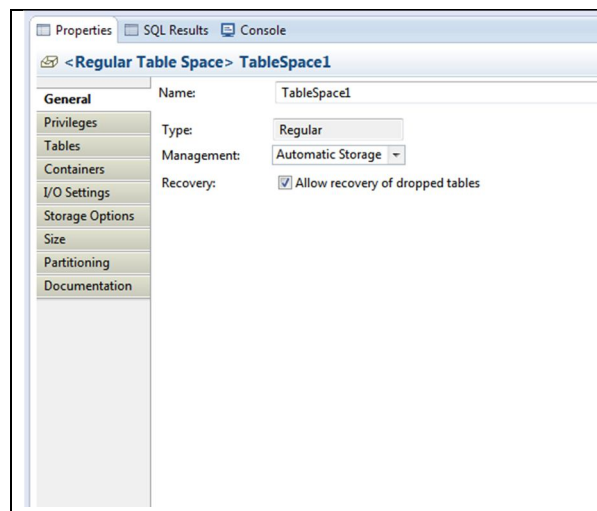 Properties SQL Results Console
<Regular Table Space> TableSpace1
General
Privileges
Tables
Containers
I/O Settings
Storage Options
Size
Partitioning
Documentation
Name: TableSpace1
Type: Regular
Management: Automatic Storage
Recovery: Allow recovery of dropped tables